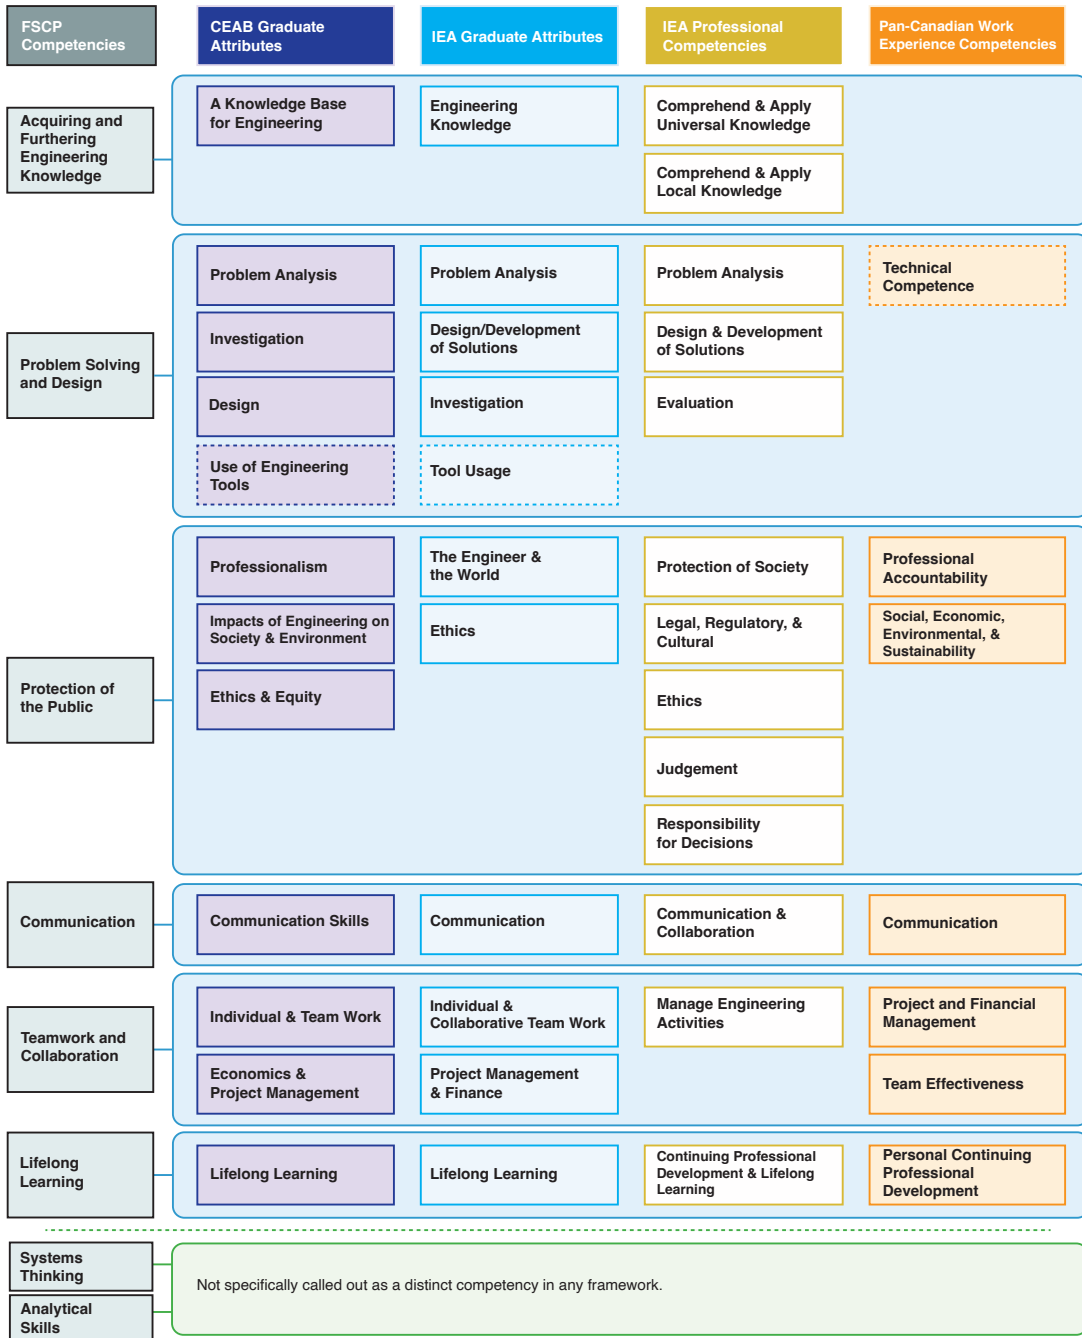 FSCP
Competencies
CEAB Graduate
Attributes
IEA Graduate Attributes
IEA Professional
Competencies
Pan-Canadian Work
Experience Competencies
Acquiring and
Furthering
Engineering
Knowledge
A Knowledge Base
for Engineering
Engineering
Knowledge
Comprehend & Apply
Universal Knowledge
Comprehend & Apply
Local Knowledge
Problem Solving
and Design
Problem Analysis
Investigation
Design
Use of Engineering
Tools
Problem Analysis
Design/Development
of Solutions
Investigation
Tool Usage
Problem Analysis
Design & Development
of Solutions
Evaluation
Technical
Competence
Protection of
the Public
Professionalism
Impacts of Engineering on
Society & Environment
Ethics & Equity
The Engineer &
the World
Ethics
Protection of Society
Legal, Regulatory, &
Cultural
Ethics
Judgement
Responsibility
for Decisions
Professional
Accountability
Social, Economic,
Environmental, &
Sustainability
Communication
Communication Skills
Communication
Communication &
Collaboration
Communication
Teamwork and
Collaboration
Individual & Team Work
Economics &
Project Management
Individual &
Collaborative Team Work
Project Management
& Finance
Manage Engineering
Activities
Project and Financial
Management
Team Effectiveness
Lifelong
Learning
Lifelong Learning
Lifelong Learning
Continuing Professional
Development & Lifelong
Learning
Personal Continuing
Professional
Development
Systems
Thinking
Analytical
Skills
Not specifically called out as a distinct competency in any framework.